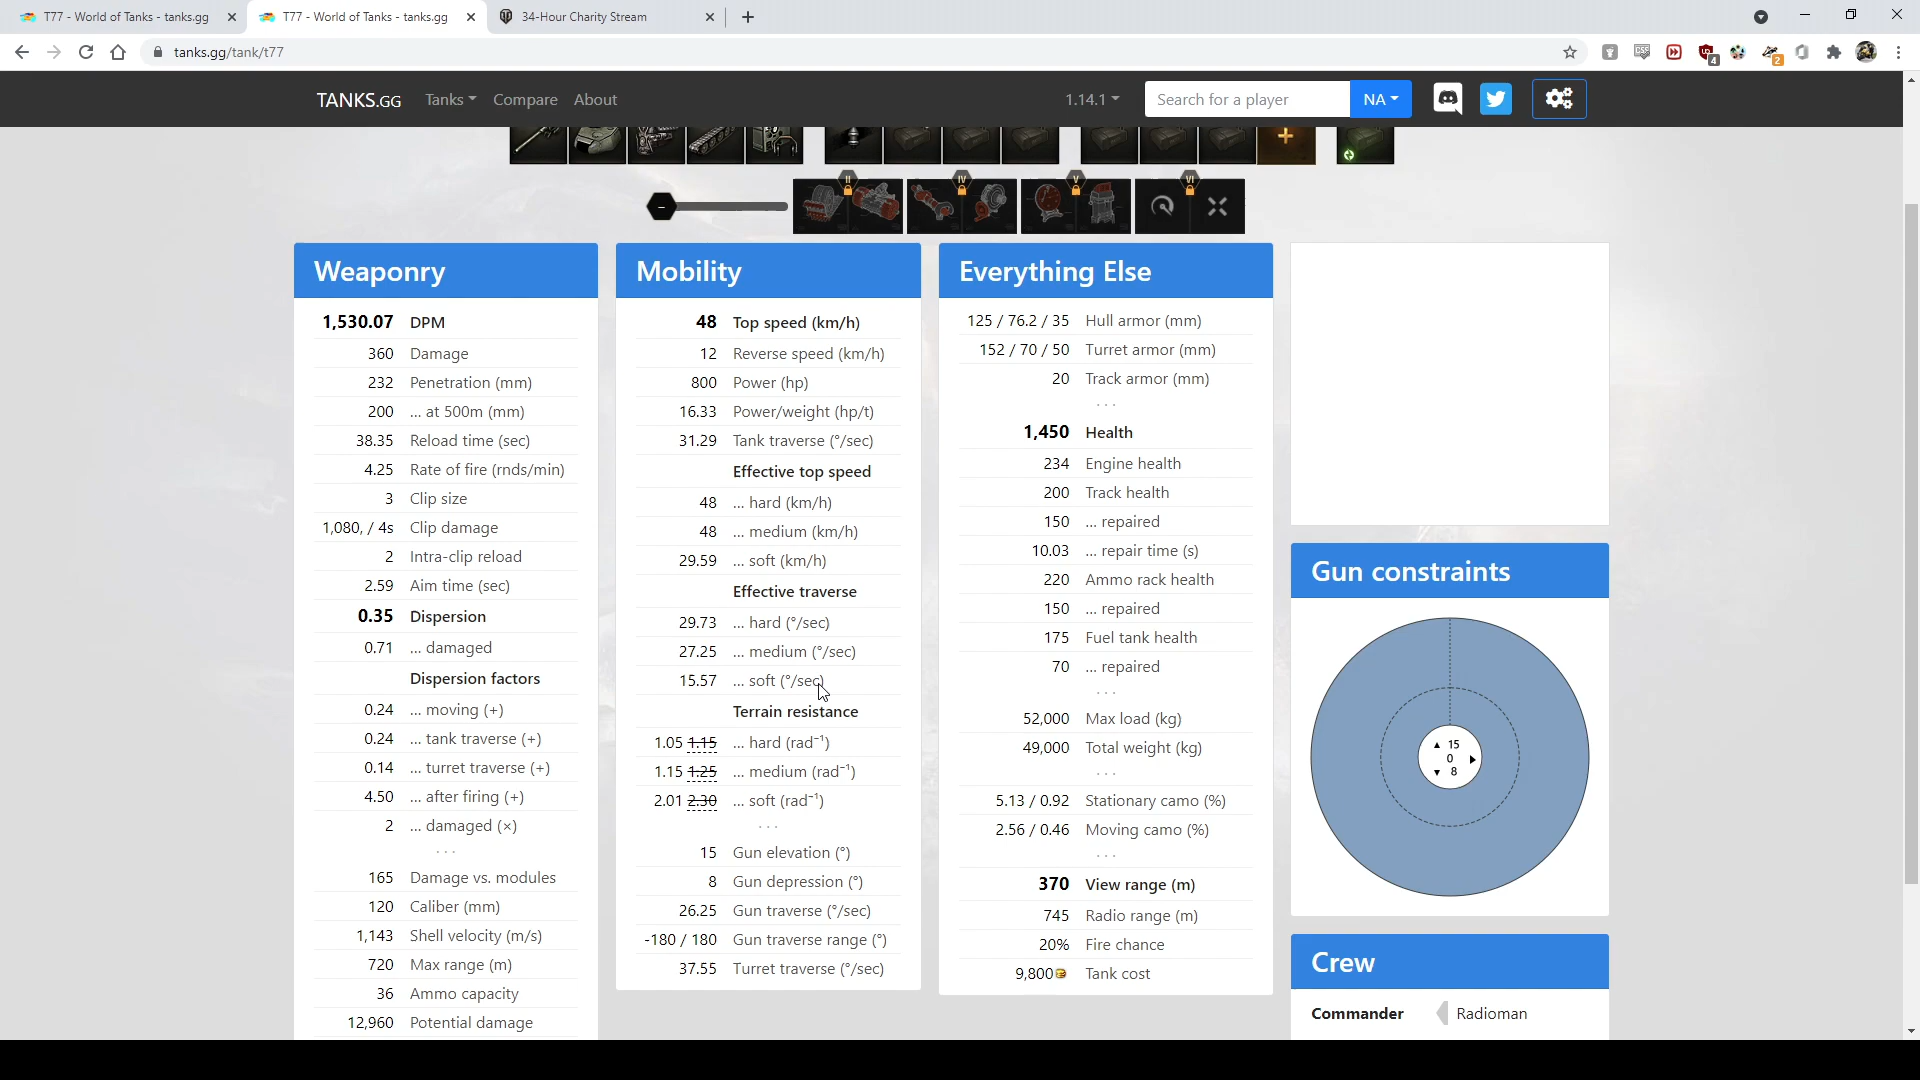 T77 - World of Tanks - tanks.gg
T77 - World of Tanks - tanks.gg
34-Hour Charity Stream
tanks.gg/tank/t77
4
2
TANKS.GG
Tanks
Compare
About
1.14.1
Search for a player
NA
II
IV
V
VI
Weaponry
1,530.07 DPM
360 Damage
232 Penetration (mm)
200 ... at 500m (mm)
38.35 Reload time (sec)
4.25 Rate of fire (rnds/min)
3 Clip size
1,080, / 4s Clip damage
2 Intra-clip reload
2.59 Aim time (sec)
0.35 Dispersion
0.71 ... damaged
Dispersion factors
0.24 ... moving (+)
0.24 ... tank traverse (+)
0.14 ... turret traverse (+)
4.50 ... after firing (+)
2 ... damaged (×)
...
165 Damage vs. modules
120 Caliber (mm)
1,143 Shell velocity (m/s)
720 Max range (m)
36 Ammo capacity
12,960 Potential damage
Mobility
48 Top speed (km/h)
12 Reverse speed (km/h)
800 Power (hp)
16.33 Power/weight (hp/t)
31.29 Tank traverse (°/sec)
Effective top speed
48 ... hard (km/h)
48 ... medium (km/h)
29.59 ... soft (km/h)
Effective traverse
29.73 ... hard (°/sec)
27.25 ... medium (°/sec)
15.57 ... soft (°/sec)
Terrain resistance
1.05 1.15 ... hard (rad⁻¹)
1.15 1.25 ... medium (rad⁻¹)
2.01 2.30 ... soft (rad⁻¹)
...
15 Gun elevation (°)
8 Gun depression (°)
26.25 Gun traverse (°/sec)
-180 / 180 Gun traverse range (°)
37.55 Turret traverse (°/sec)
Everything Else
125 / 76.2 / 35 Hull armor (mm)
152 / 70 / 50 Turret armor (mm)
20 Track armor (mm)
...
1,450 Health
234 Engine health
200 Track health
150 ... repaired
10.03 ... repair time (s)
220 Ammo rack health
150 ... repaired
175 Fuel tank health
70 ... repaired
...
52,000 Max load (kg)
49,000 Total weight (kg)
...
5.13 / 0.92 Stationary camo (%)
2.56 / 0.46 Moving camo (%)
...
370 View range (m)
745 Radio range (m)
20% Fire chance
9,800 Tank cost
Gun constraints
15
0
8
Crew
Commander Radioman